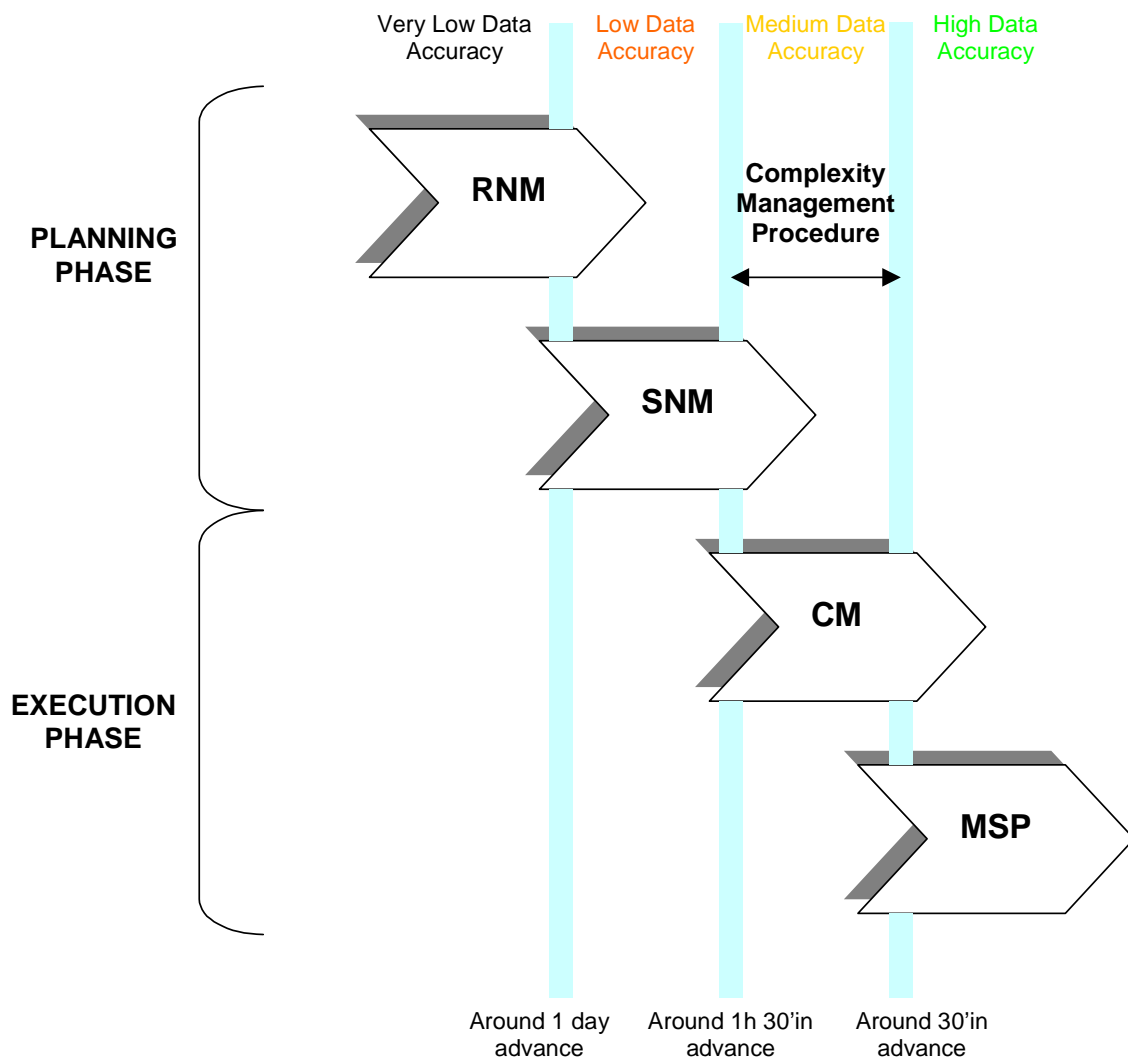 Very Low Data
Accuracy
Low Data
Accuracy
Medium Data
Accuracy
High Data
Accuracy
RNM
Complexity
Management
Procedure
PLANNING
PHASE
SNM
CM
EXECUTION
PHASE
MSP
Around 1 day
advance
Around 1h 30’in
advance
Around 30’in
advance